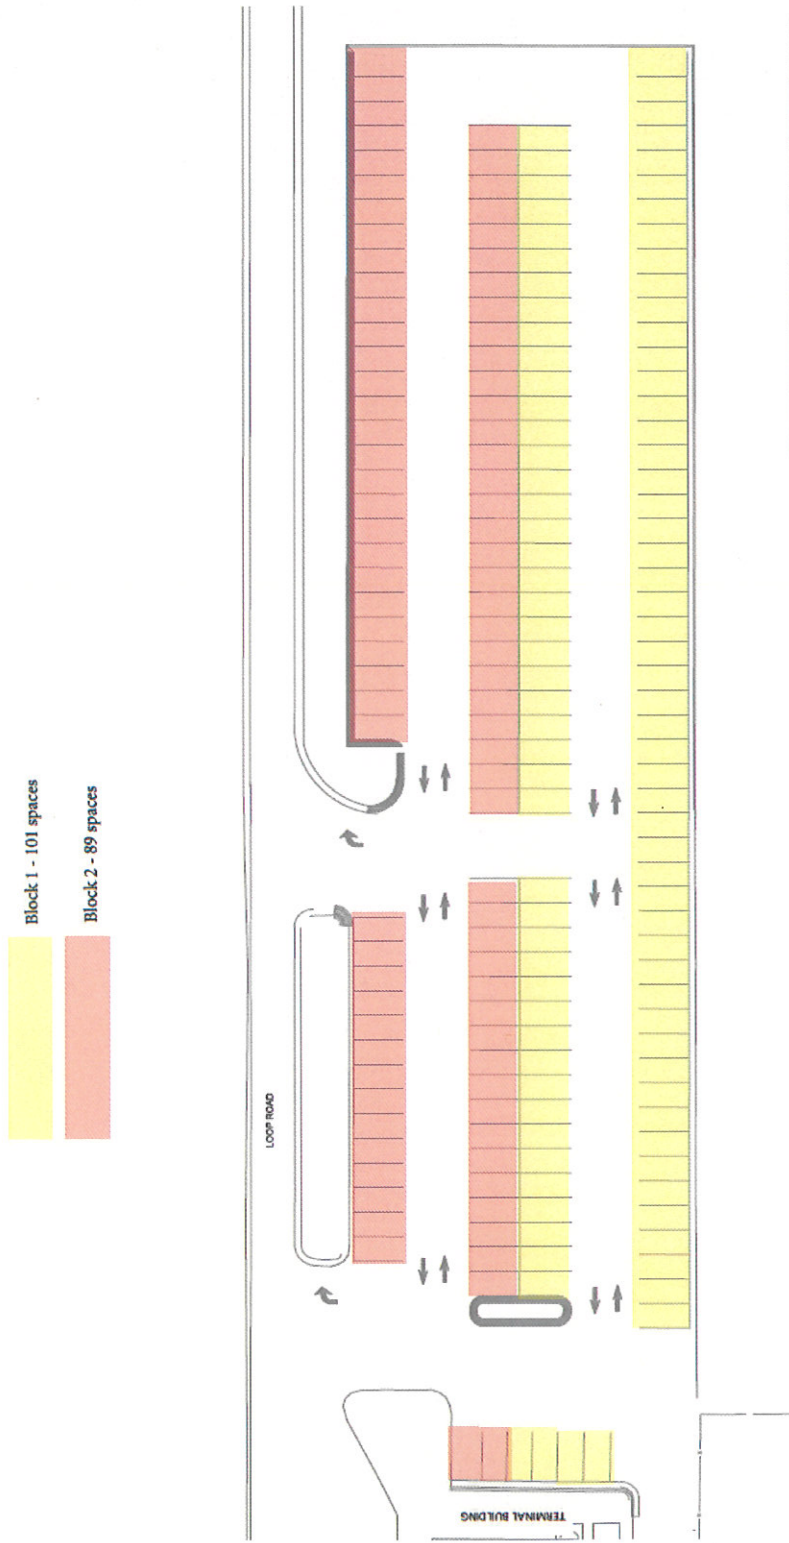 Block 1 - 101 spaces
Block 2 - 89 spaces
LOOP ROAD
TERMINAL BUILDING